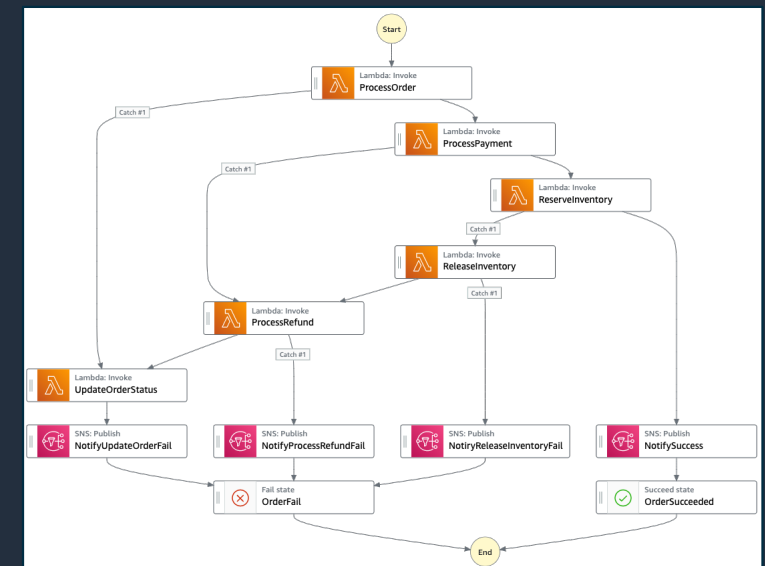 Start
Lambda: Invoke
ProcessOrder
Catch #1
Lambda: Invoke
ProcessPayment
Catch #1
Lambda: Invoke
ReserveInventory
Catch #1
Lambda: Invoke
ReleaseInventory
Catch #1
Lambda: Invoke
ProcessRefund
Catch #1
Lambda: Invoke
UpdateOrderStatus
SNS: Publish
NotifyUpdateOrderFail
SNS: Publish
NotifyProcessRefundFail
SNS: Publish
NotiryReleaseInventoryFail
SNS: Publish
NotifySuccess
Fail state
OrderFail
Succeed state
OrderSucceeded
End